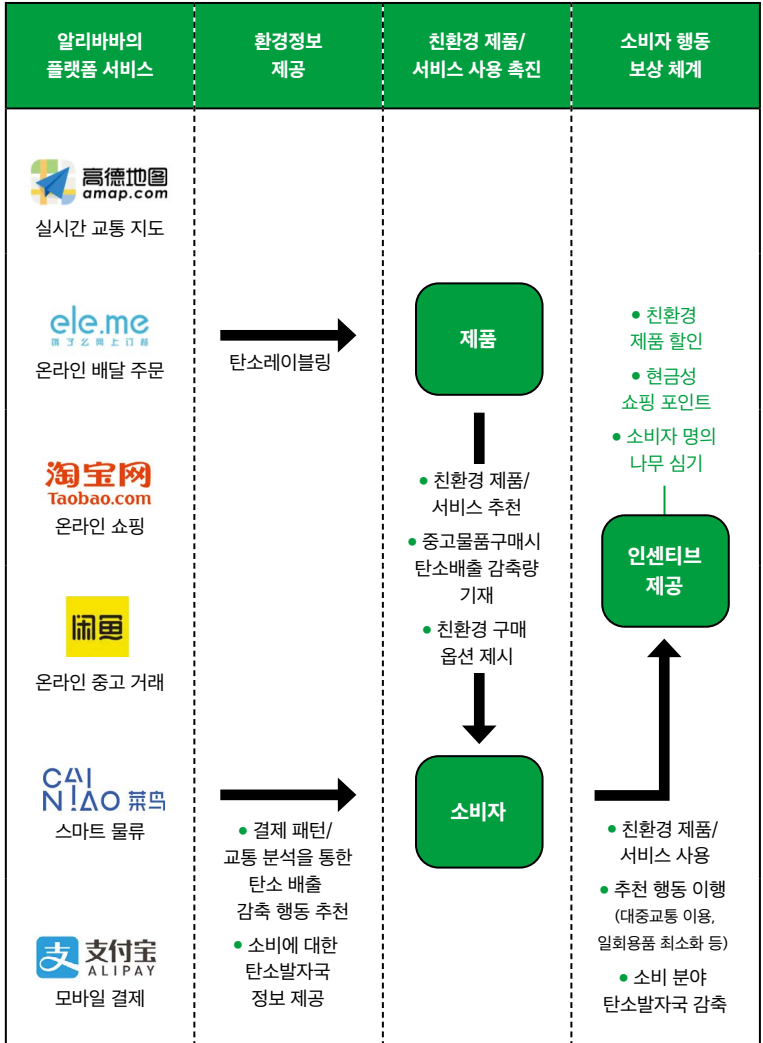 알리바바의
플랫폼 서비스
환경정보
제공
친환경 제품/
서비스 사용 촉진
소비자 행동
보상 체계
高德地图
amap.com
실시간 교통 지도
ele.me
饿了么网上订餐
온라인 배달 주문
淘宝网
Taobao.com
온라인 쇼핑
闲鱼
온라인 중고 거래
CAI
NIAO 菜鸟
스마트 물류
支 支付宝
ALIPAY
모바일 결제
탄소레이블링
• 결제 패턴/
교통 분석을 통한
탄소 배출
감축 행동 추천
• 소비에 대한
탄소발자국
정보 제공
제품
• 친환경 제품/
서비스 추천
• 중고물품구매시
탄소배출 감축량
기재
• 친환경 구매
옵션 제시
소비자
• 친환경
제품 할인
• 현금성
쇼핑 포인트
• 소비자 명의
나무 심기
인센티브
제공
• 친환경 제품/
서비스 사용
• 추천 행동 이행
(대중교통 이용,
일회용품 최소화 등)
• 소비 분야
탄소발자국 감축